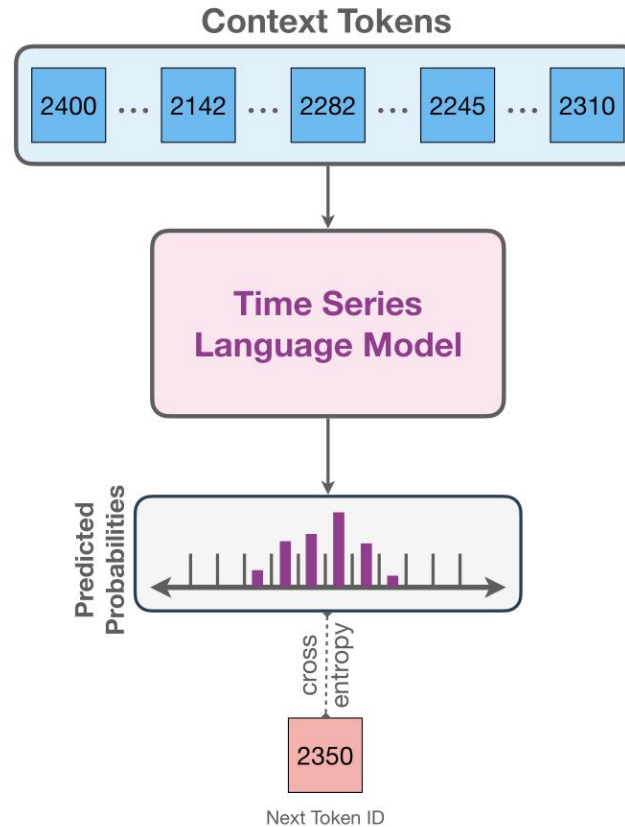 Context Tokens
2400 ... 2142 ... 2282 ... 2245 ... 2310
Time Series
Language Model
Predicted
Probabilities
cross
entropy
2350
Next Token ID